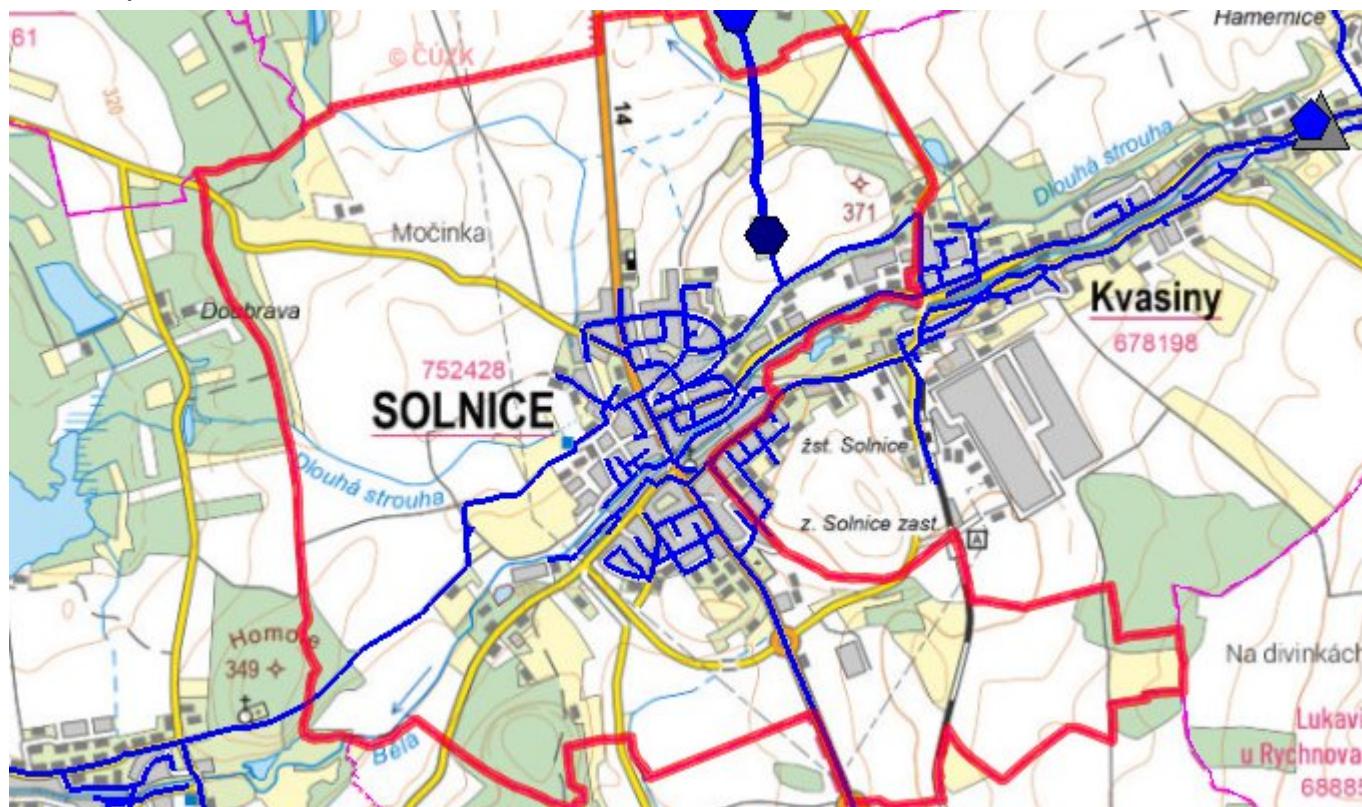 Hamernice
61
© ČÚZK
320
14
Dlouhá strouha
371
Močinka
Kvasiny
678198
Doubrava
752428
SOLNICE
žst. Solnice
Dlouhá strouha
z. Solnice zast.
A
Homole
349
Na divinkách
Běla
Lukavi
u Rychnova
6888